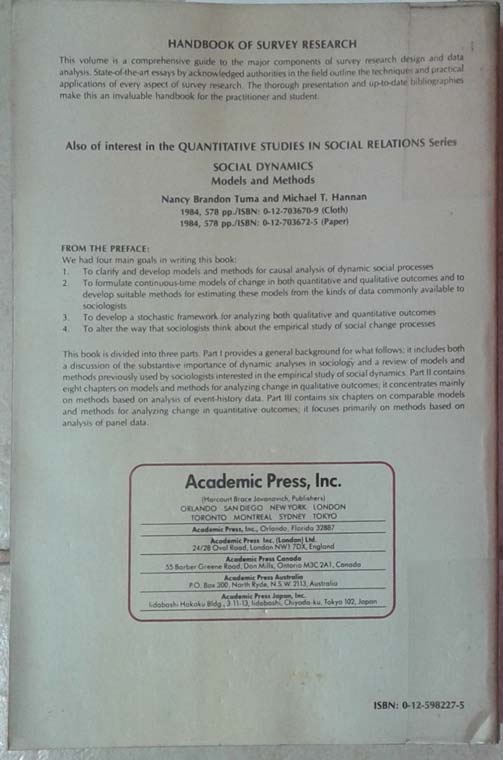 HANDBOOK OF SURVEY RESEARCH
This volume is a comprehensive guide to the major components of survey research design and data
analysis. State-of-the-art essays by acknowledged authorities in the field outline the techniques and practical
applications of every aspect of survey research. The thorough presentation and up-to-date bibliographies
make this an invaluable handbook for the practitioner and student.
Also of interest in the QUANTITATIVE STUDIES IN SOCIAL RELATIONS Series
SOCIAL DYNAMICS
Models and Methods
Nancy Brandon Tuma and Michael T. Hannan
1984, 578 pp./ISBN: 0-12-703670-9 (Cloth)
1984, 578 pp./ISBN: 0-12-703672-5 (Paper)
FROM THE PREFACE:
We had four main goals in writing this book:
1. To clarify and develop models and methods for causal analysis of dynamic social processes
2. To formulate continuous-time models of change in both quantitative and qualitative outcomes and to
develop suitable methods for estimating these models from the kinds of data commonly available to
sociologists
3. To develop a stochastic framework for analyzing both qualitative and quantitative outcomes
4. To alter the way that sociologists think about the empirical study of social change processes
This book is divided into three parts. Part I provides a general background for what follows; it includes both
a discussion of the substantive importance of dynamic analyses in sociology and a review of models and
methods previously used by sociologists interested in the empirical study of social dynamics. Part II contains
eight chapters on models and methods for analyzing change in qualitative outcomes; it concentrates mainly
on methods based on analysis of event-history data. Part III contains six chapters on comparable models
and methods for analyzing change in quantitative outcomes; it focuses primarily on methods based on
analysis of panel data.
Academic Press, Inc.
(Harcourt Brace Jovanovich, Publishers)
ORLANDO SAN DIEGO NEW YORK LONDON
TORONTO MONTREAL SYDNEY TOKYO
Academic Press, Inc., Orlando, Florida 32887
Academic Press Inc. (London) Ltd.
24/28 Oval Road, London NW1 7DX, England
Academic Press Canada
55 Barber Greene Road, Don Mills, Ontario M3C 2A1, Canada
Academic Press Australia
P.O. Box 300, North Ryde, N.S.W. 2113, Australia
Academic Press Japan, Inc.
Iidabashi Hokoku Bldg., 3-11-13, Iidabashi, Chiyoda-ku, Tokyo 102, Japan
ISBN: 0-12-598227-5